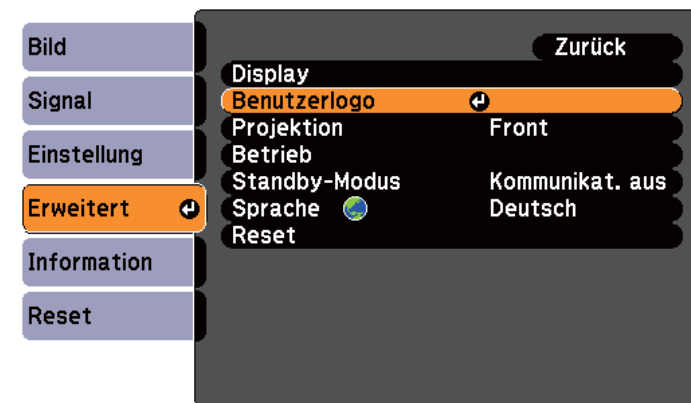 Bild
Signal
Einstellung
Erweitert
Information
Reset
Zurück
Display
Benutzerlogo
Projektion Front
Betrieb
Standby-Modus Kommunikat. aus
Sprache Deutsch
Reset